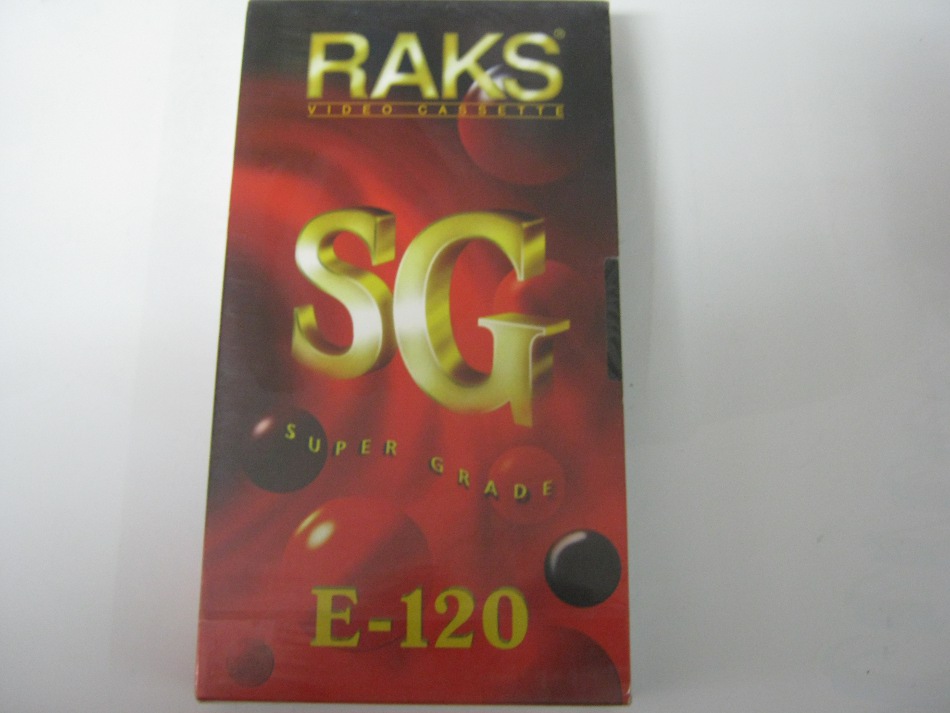 RAKS®
VIDEO CASSETTE
SG
SUPER GRADE
E-120